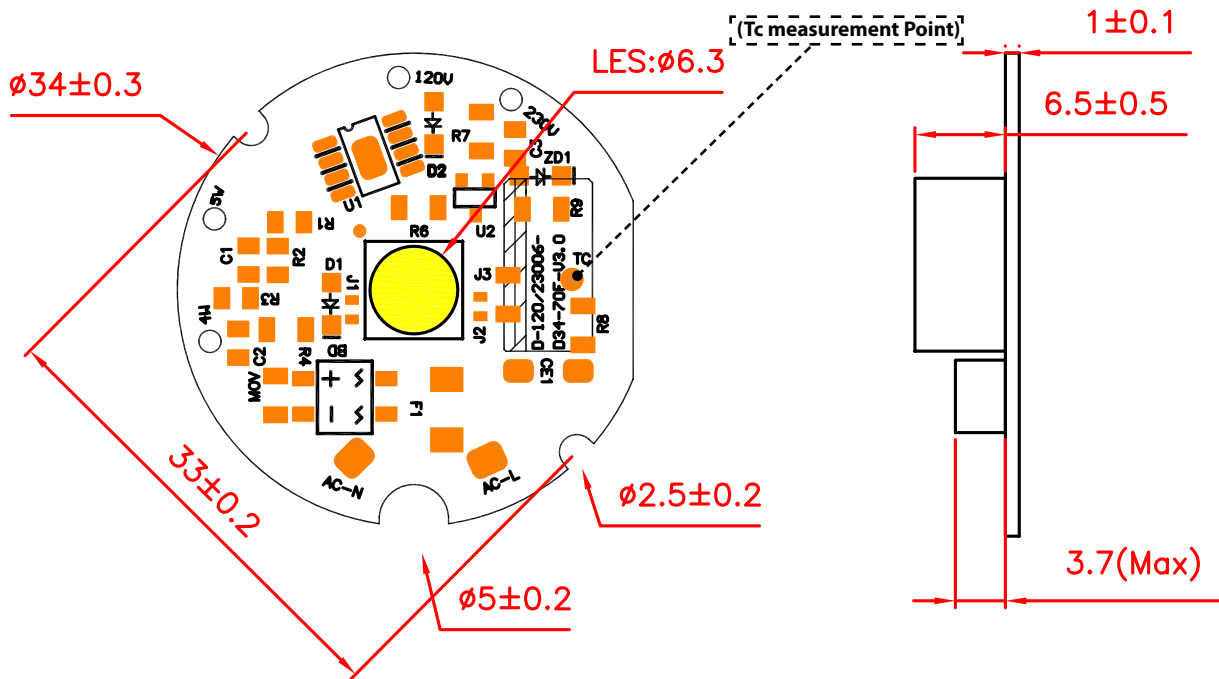 (Tc measurement Point)
1±0.1
LES:ø6.3
ø34±0.3
120V
6.5±0.5
230V
R7
C3
ZD1
D2
U1
5W
R9
R1
R6
U2
C1
R2
D1
J3
TC
J1
D-120/23006-
D34-70F-V3.0
R3
4W
J2
R8
C2
R4
BD
MOV
CE1
+
-
F1
33±0.2
AC-N
AC-L
ø2.5±0.2
3.7(Max)
ø5±0.2